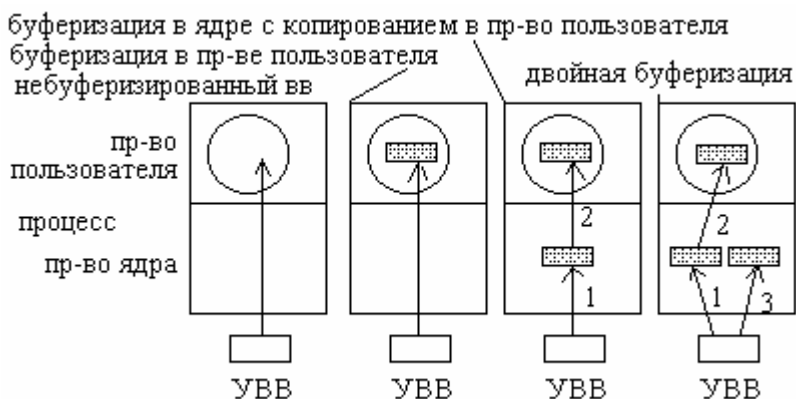 буферизация в ядре с копированием в пр-во пользователя
буферизация в пр-ве пользователя
небуферизированный вв
двойная буферизация
пр-во
пользователя
процесс
пр-во ядра
2
2
1
1
3
УВВ
УВВ
УВВ
УВВ